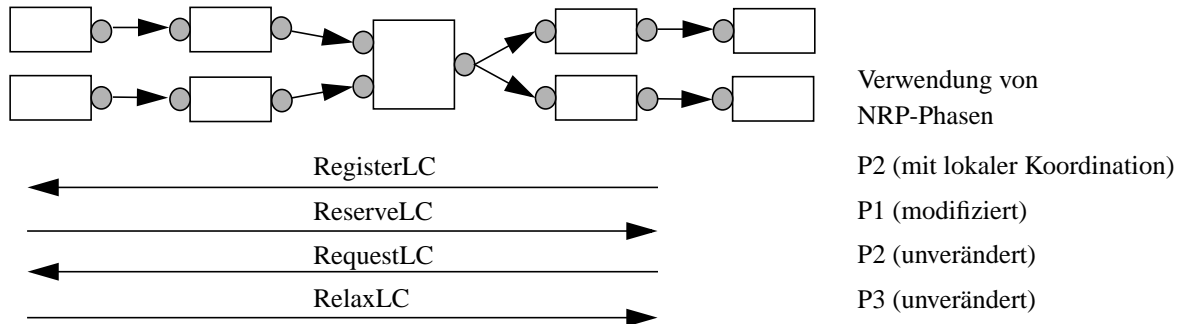 Verwendung von
NRP-Phasen
RegisterLC
P2 (mit lokaler Koordination)
ReserveLC
P1 (modifiziert)
RequestLC
P2 (unverändert)
RelaxLC
P3 (unverändert)